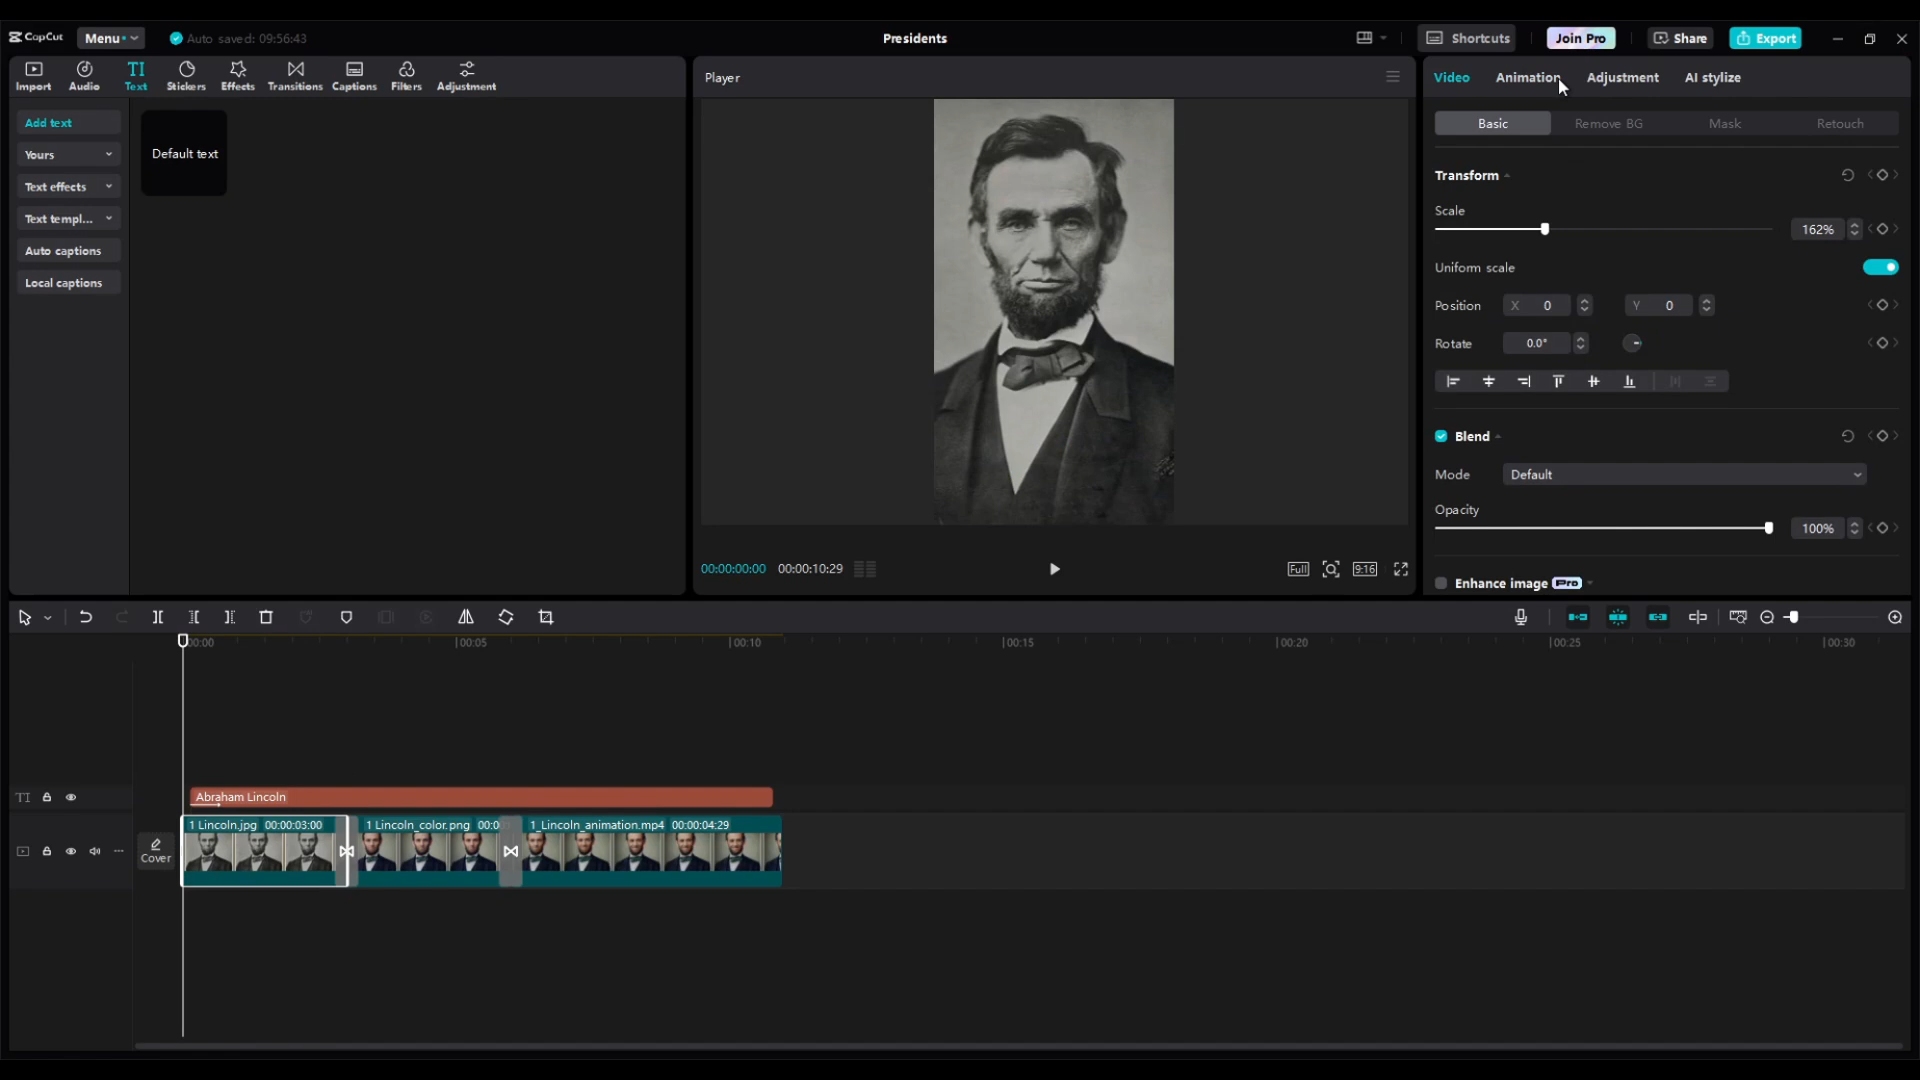 CapCut
Menu
Auto saved: 09:56:43
Presidents
Shortcuts
Join Pro
Share
Export
Import
Audio
TI
Text
Stickers
Effects
Transitions
Captions
Filters
Adjustment
Add text
Yours
Text effects
Text templ...
Auto captions
Local captions
Default text
Player
00:00:00:00 00:00:10:29
Full
9:16
Video Animation Adjustment AI stylize
Basic Remove BG Mask Retouch
Transform
Scale
162%
Uniform scale
Position X 0 Y 0
Rotate 0.0°
Blend
Mode Default
Opacity
100%
Enhance image Pro
00:00 00:05 00:10 00:15 00:20 00:25 00:30
TI
Abraham Lincoln
Cover
1 Lincoln.jpg 00:00:03:00
1 Lincoln_color.png 00:0
1_Lincoln_animation.mp4 00:00:04:29